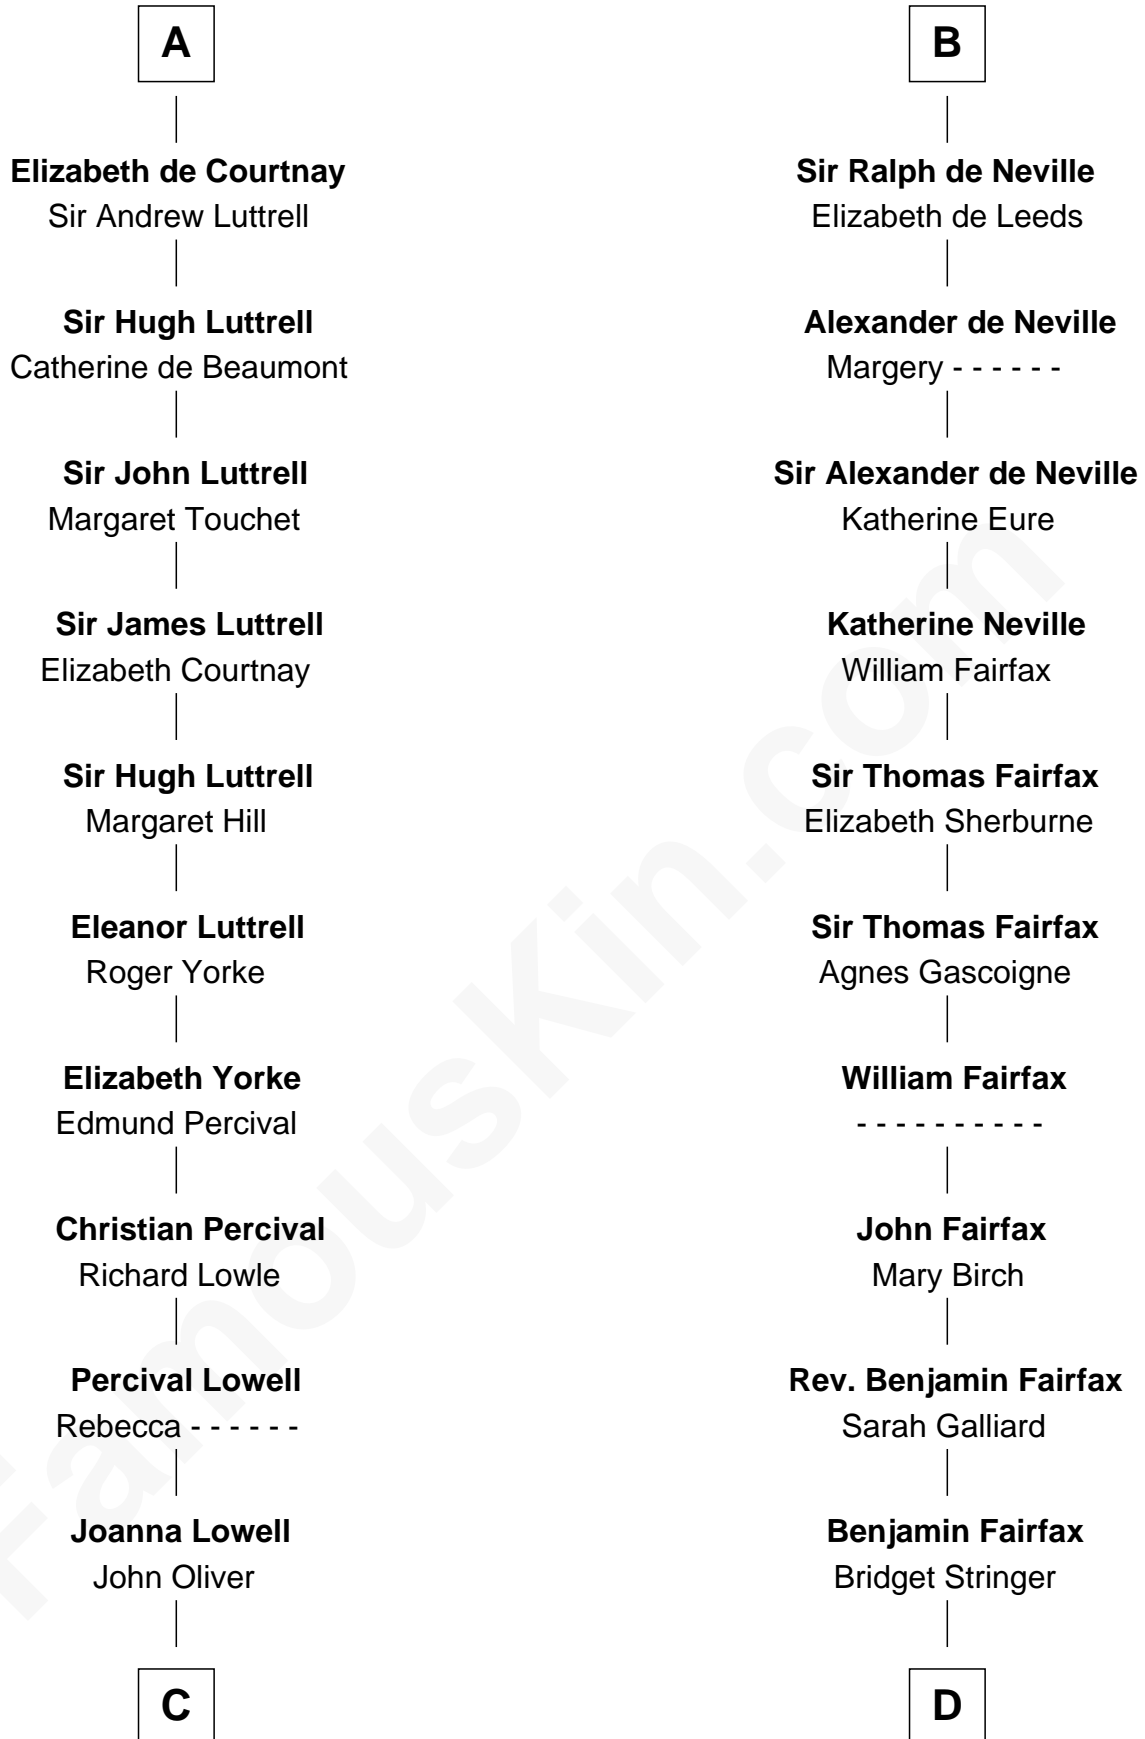 A
Elizabeth de Courtnay
Sir Andrew Luttrell
Sir Hugh Luttrell
Catherine de Beaumont
Sir John Luttrell
Margaret Touchet
Sir James Luttrell
Elizabeth Courtnay
Sir Hugh Luttrell
Margaret Hill
Eleanor Luttrell
Roger Yorke
Elizabeth Yorke
Edmund Percival
Christian Percival
Richard Lowle
Percival Lowell
Rebecca - - - - - -
Joanna Lowell
John Oliver
C
B
Sir Ralph de Neville
Elizabeth de Leeds
Alexander de Neville
Margery - - - - - -
Sir Alexander de Neville
Katherine Eure
Katherine Neville
William Fairfax
Sir Thomas Fairfax
Elizabeth Sherburne
Sir Thomas Fairfax
Agnes Gascoigne
William Fairfax
- - - - - - - - - -
John Fairfax
Mary Birch
Rev. Benjamin Fairfax
Sarah Galliard
Benjamin Fairfax
Bridget Stringer
D
FamousKin.com